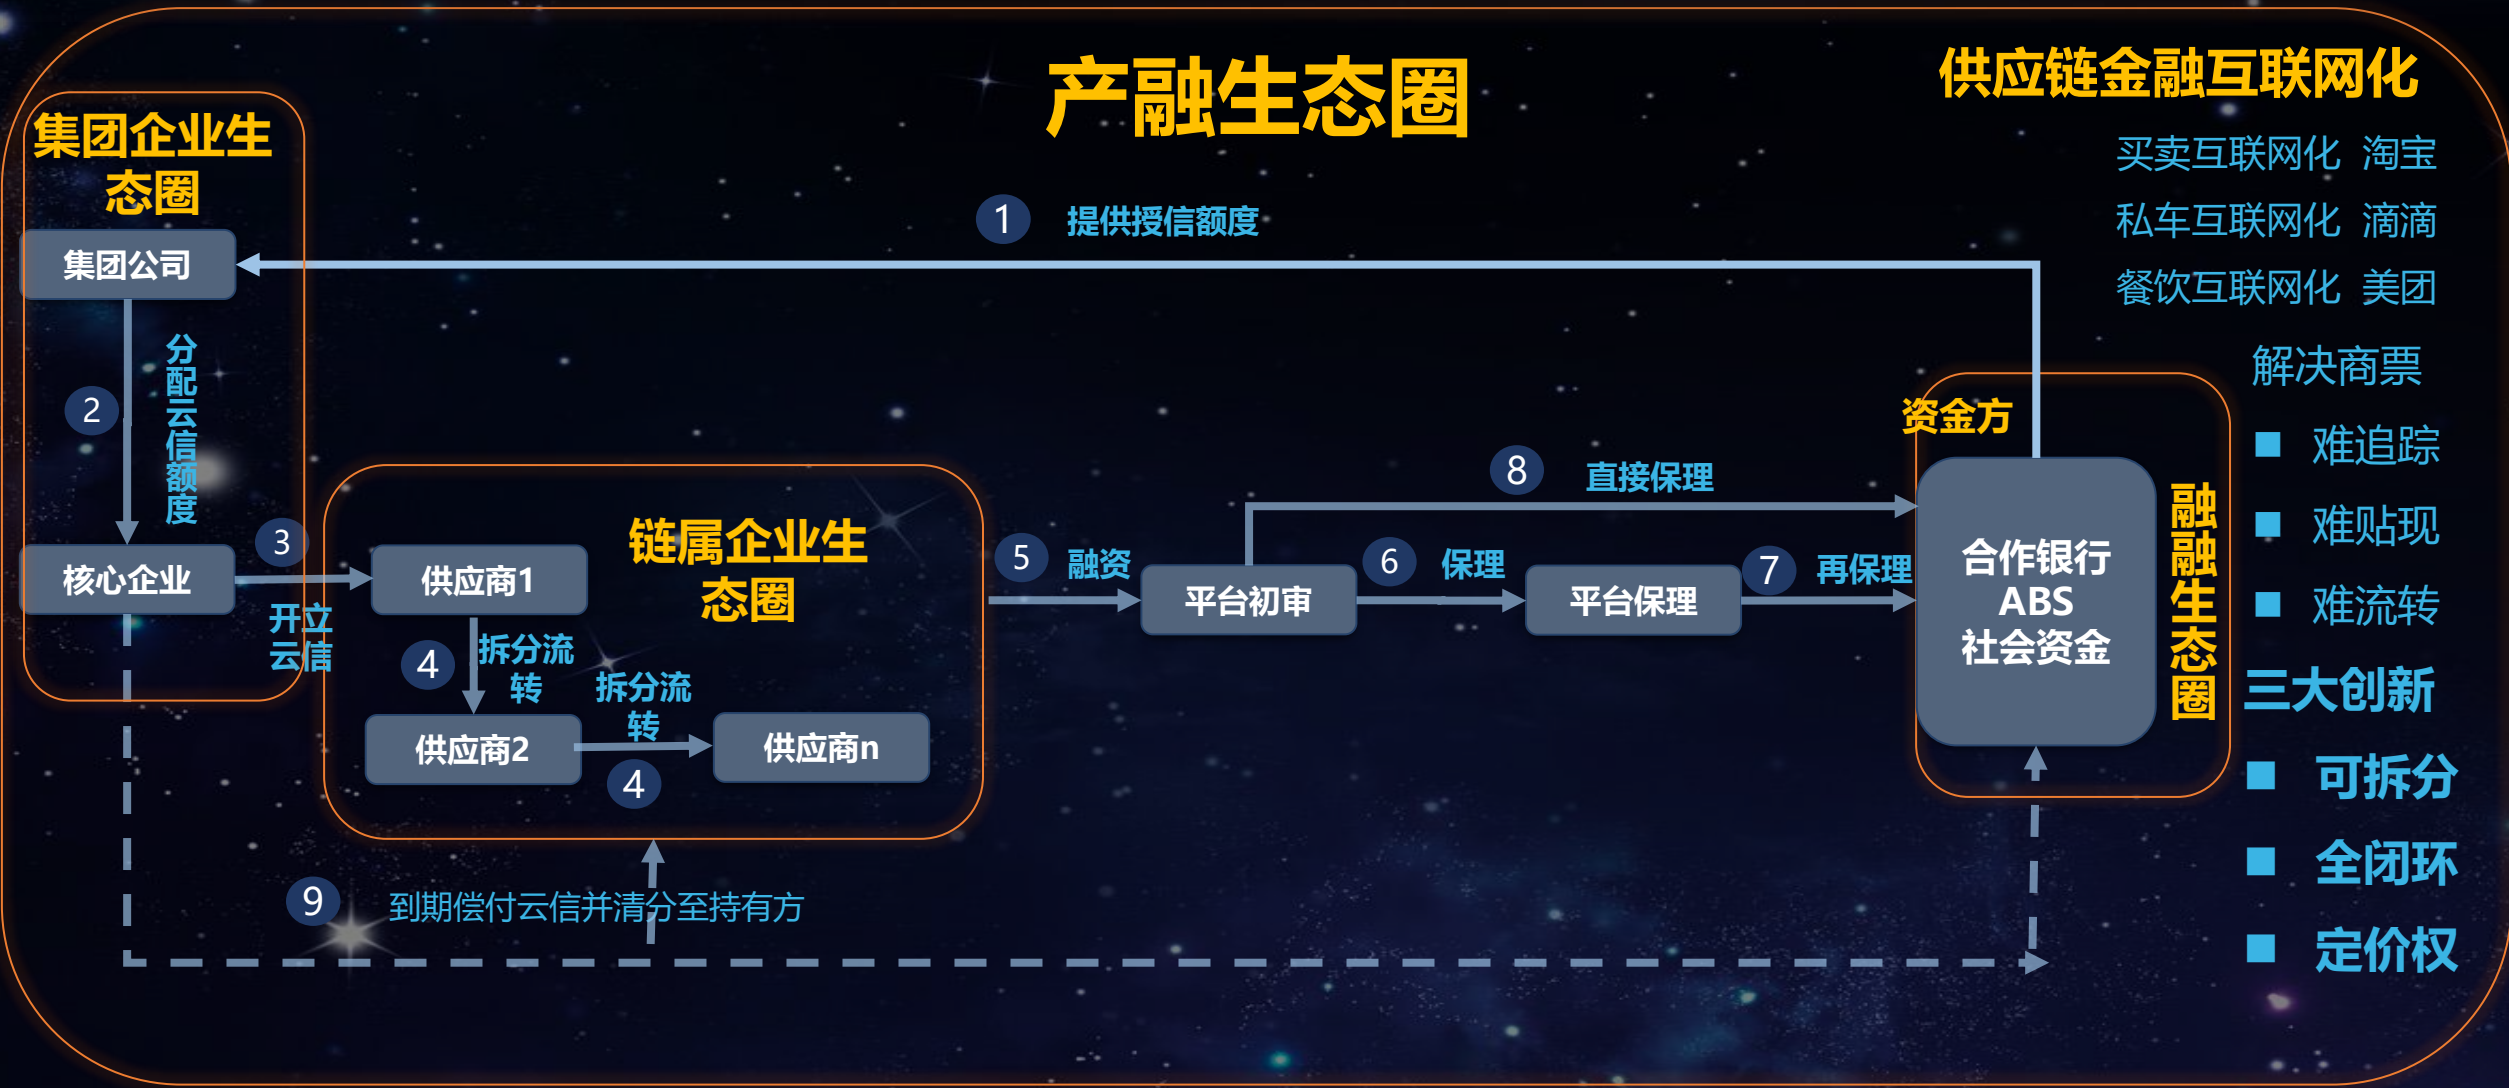 产融生态圈
供应链金融互联网化
买卖互联网化 淘宝
私车互联网化 滴滴
餐饮互联网化 美团
集团企业生
态圈
1
提供授信额度
集团公司
2
分配云信额度
核心企业
3
开立
云信
链属企业生
态圈
供应商1
4
拆分流
转
供应商2
拆分流
转
4
供应商n
5
融资
平台初审
6
保理
平台保理
7
再保理
8
直接保理
资金方
合作银行
ABS
社会资金
融融生态圈
9
到期偿付云信并清分至持有方
解决商票
■ 难追踪
■ 难贴现
■ 难流转
三大创新
■ 可拆分
■ 全闭环
■ 定价权